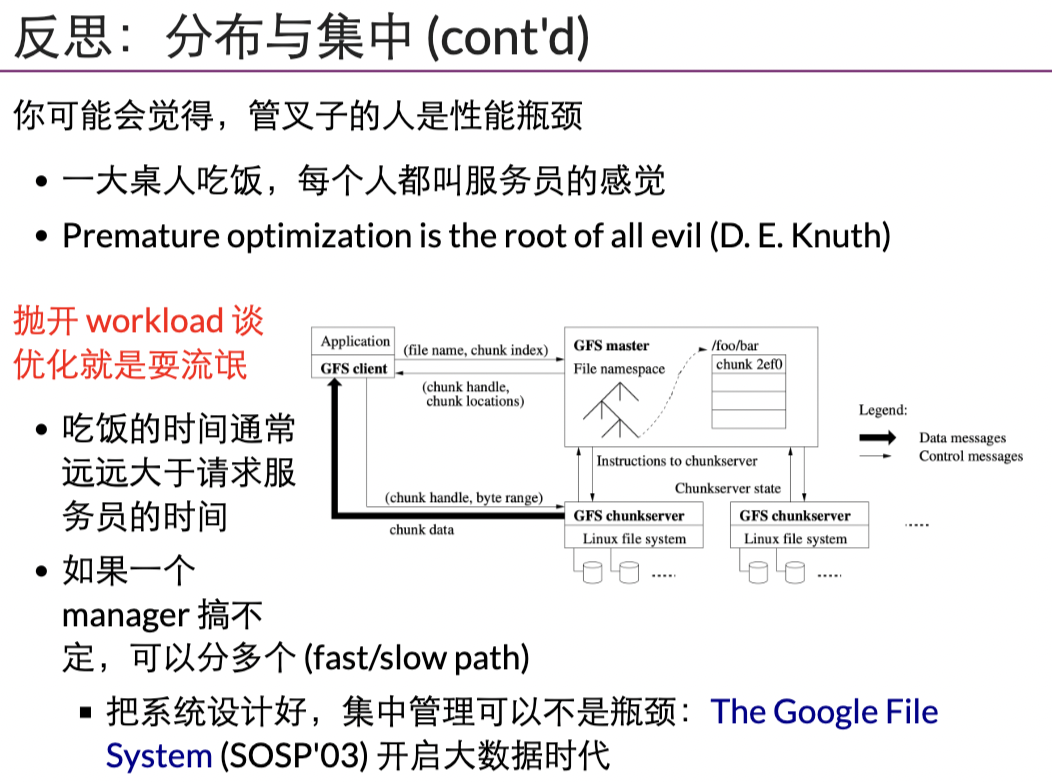 反思：分布与集中 (cont'd)
你可能会觉得，管叉子的人是性能瓶颈
• 一大桌人吃饭，每个人都叫服务员的感觉
• Premature optimization is the root of all evil (D. E. Knuth)
抛开 workload 谈
优化就是耍流氓
• 吃饭的时间通常
远远大于请求服
务员的时间
• 如果一个
manager 搞不
定，可以分多个 (fast/slow path)
▪ 把系统设计好，集中管理可以不是瓶颈：The Google File
System (SOSP'03) 开启大数据时代
Application
GFS client
(file name, chunk index)
(chunk handle,
chunk locations)
GFS master
File namespace
/foo/bar
chunk 2ef0
Legend:
Data messages
Control messages
Instructions to chunkserver
Chunkserver state
(chunk handle, byte range)
chunk data
GFS chunkserver
Linux file system
GFS chunkserver
Linux file system